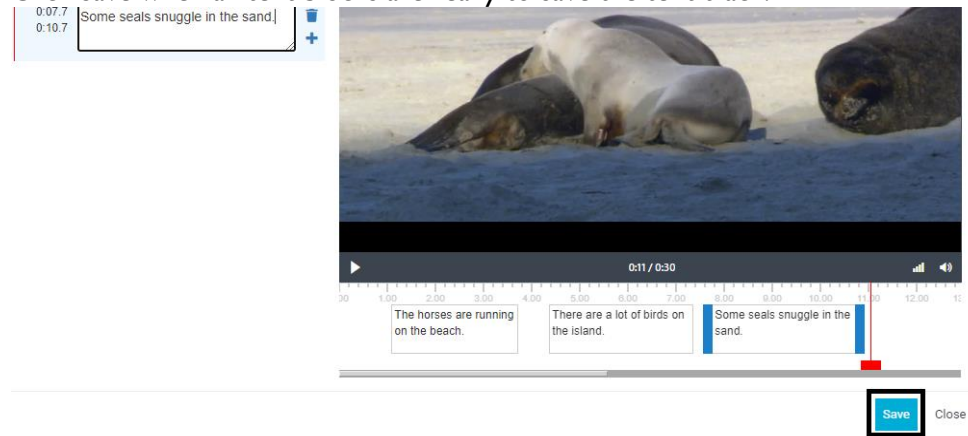 0:07.7
0:10.7
Some seals snuggle in the sand.
0:11 / 0:30
1.00 2.00 3.00 4.00 5.00 6.00 7.00 8.00 9.00 10.00 11.00 12.00
The horses are running
on the beach.
There are a lot of birds on
the island.
Some seals snuggle in the
sand.
Save Close